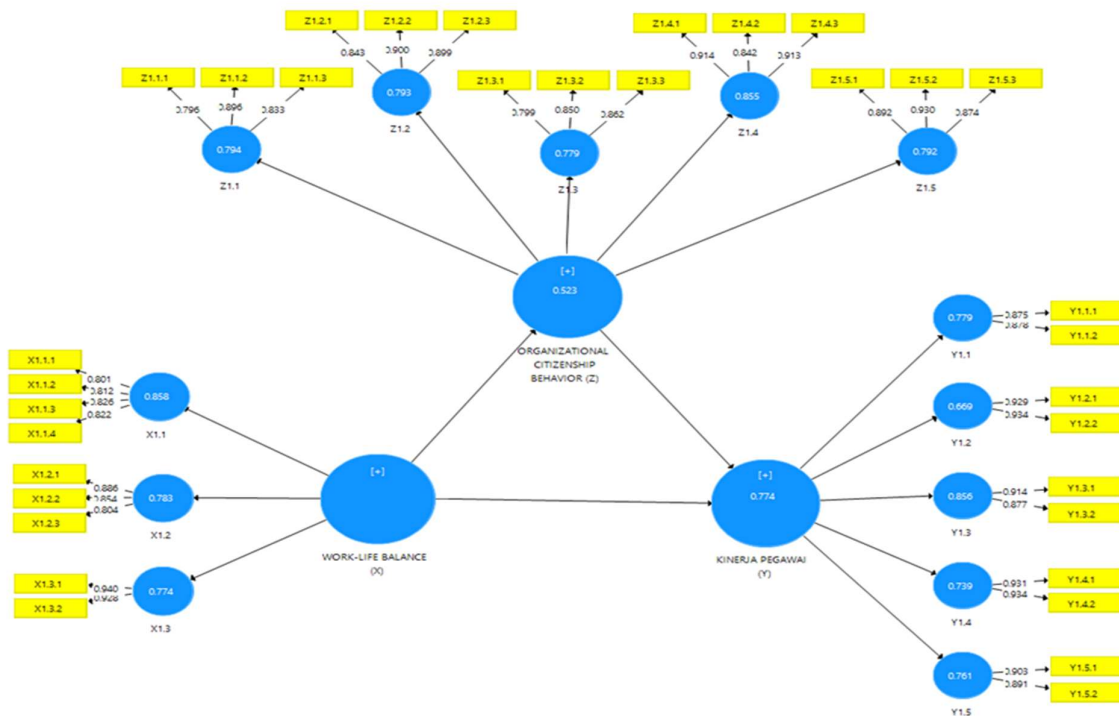 Z1.2.1 Z1.2.2 Z1.2.3
0.843 0.900 0.899
0.793
Z1.2
Z1.4.1 Z1.4.2 Z1.4.3
0.914 0.842 0.913
0.855
Z1.4
Z1.1.1 Z1.1.2 Z1.1.3
0.796 0.896 0.833
0.794
Z1.1
Z1.3.1 Z1.3.2 Z1.3.3
0.799 0.850 0.862
0.779
Z1.3
Z1.5.1 Z1.5.2 Z1.5.3
0.892 0.930 0.874
0.792
Z1.5
[+]
0.523
ORGANIZATIONAL
CITIZENSHIP
BEHAVIOR (Z)
X1.1.1
X1.1.2
X1.1.3
X1.1.4
0.801
0.812
0.826
0.822
0.858
X1.1
X1.2.1
X1.2.2
X1.2.3
0.886
0.854
0.804
0.783
X1.2
X1.3.1
X1.3.2
0.940
0.928
0.774
X1.3
[+]
WORK-LIFE BALANCE
(X)
[+]
0.774
KINERJA PEGAWAI
(Y)
0.779
Y1.1
0.875
0.878
Y1.1.1
Y1.1.2
0.669
Y1.2
0.929
0.934
Y1.2.1
Y1.2.2
0.856
Y1.3
0.914
0.877
Y1.3.1
Y1.3.2
0.739
Y1.4
0.931
0.934
Y1.4.1
Y1.4.2
0.761
Y1.5
0.903
0.891
Y1.5.1
Y1.5.2